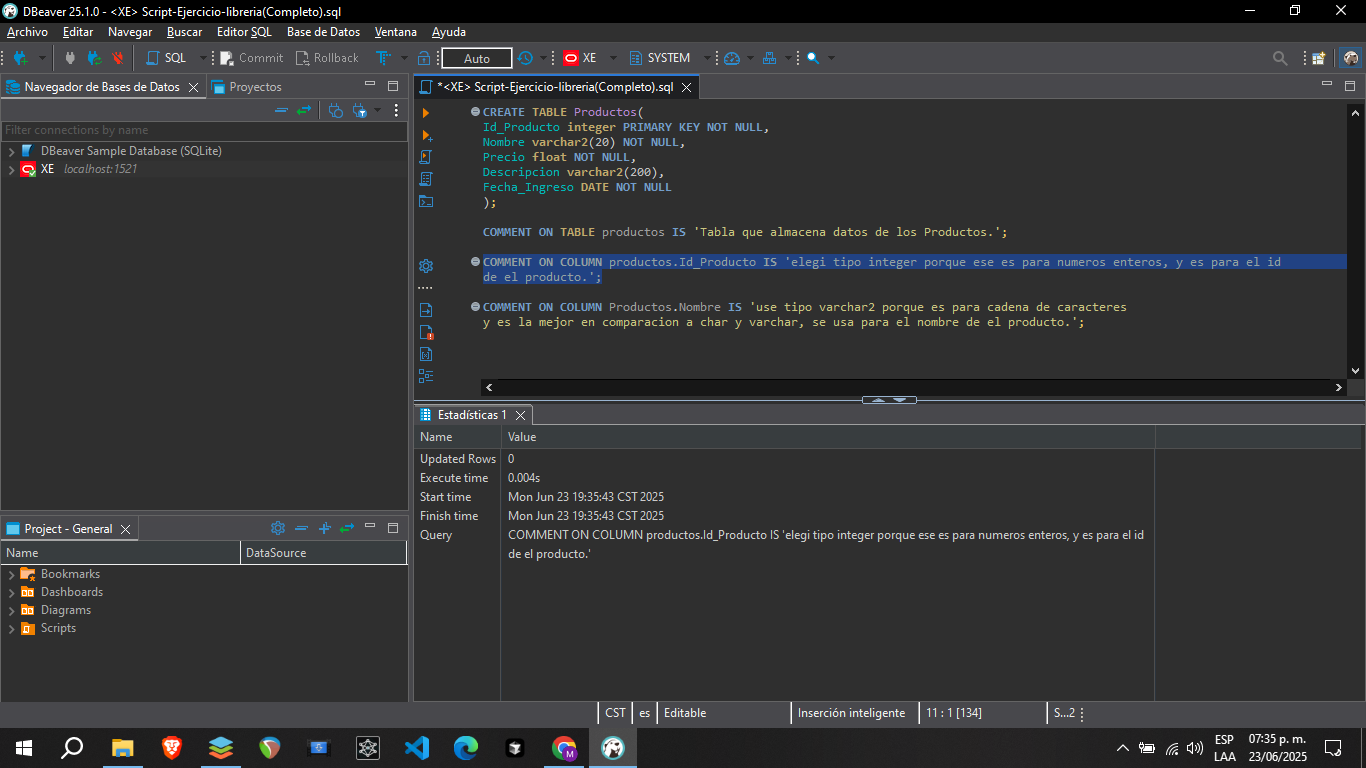 DBeaver 25.1.0 - <XE> Script-Ejercicio-libreria(Completo).sql
Archivo Editar Navegar Buscar Editor SQL Base de Datos Ventana Ayuda
SQL Commit Rollback Auto XE SYSTEM
Navegador de Bases de Datos Proyectos
Filter connections by name
DBeaver Sample Database (SQLite)
XE localhost:1521
*<XE> Script-Ejercicio-libreria(Completo).sql
CREATE TABLE Productos(
Id_Producto integer PRIMARY KEY NOT NULL,
Nombre varchar2(20) NOT NULL,
Precio float NOT NULL,
Descripcion varchar2(200),
Fecha_Ingreso DATE NOT NULL
);
COMMENT ON TABLE productos IS 'Tabla que almacena datos de los Productos.';
COMMENT ON COLUMN productos.Id_Producto IS 'elegi tipo integer porque ese es para numeros enteros, y es para el id
de el producto.';
COMMENT ON COLUMN Productos.Nombre IS 'use tipo varchar2 porque es para cadena de caracteres
y es la mejor en comparacion a char y varchar, se usa para el nombre de el producto.';
Estadísticas 1
Name Value
Updated Rows 0
Execute time 0.004s
Start time Mon Jun 23 19:35:43 CST 2025
Finish time Mon Jun 23 19:35:43 CST 2025
Query COMMENT ON COLUMN productos.Id_Producto IS 'elegi tipo integer porque ese es para numeros enteros, y es para el id
de el producto.'
Project - General
Name DataSource
Bookmarks
Dashboards
Diagrams
Scripts
CST es Editable Inserción inteligente 11 : 1 [134] S...2
ESP
LAA
07:35 p. m.
23/06/2025